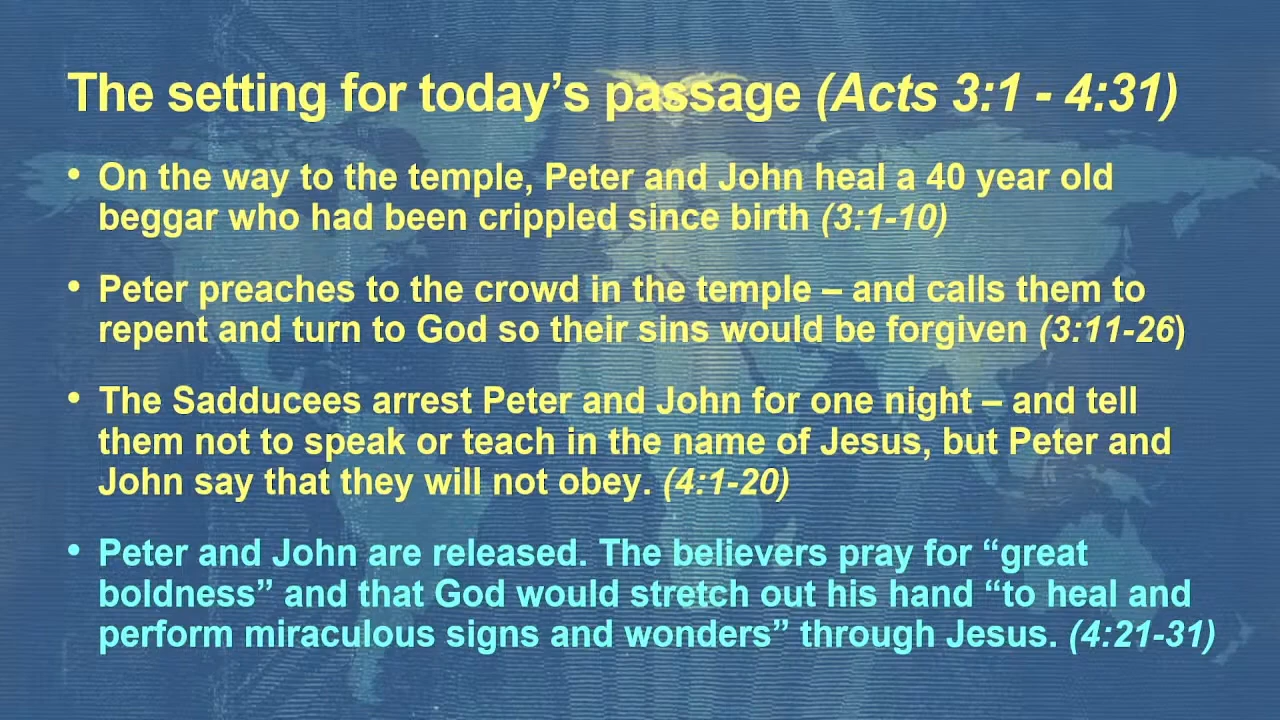 The setting for today’s passage (Acts 3:1 - 4:31)
• On the way to the temple, Peter and John heal a 40 year old
beggar who had been crippled since birth (3:1-10)
• Peter preaches to the crowd in the temple – and calls them to
repent and turn to God so their sins would be forgiven (3:11-26)
• The Sadducees arrest Peter and John for one night – and tell
them not to speak or teach in the name of Jesus, but Peter and
John say that they will not obey. (4:1-20)
• Peter and John are released. The believers pray for “great
boldness” and that God would stretch out his hand “to heal and
perform miraculous signs and wonders” through Jesus. (4:21-31)